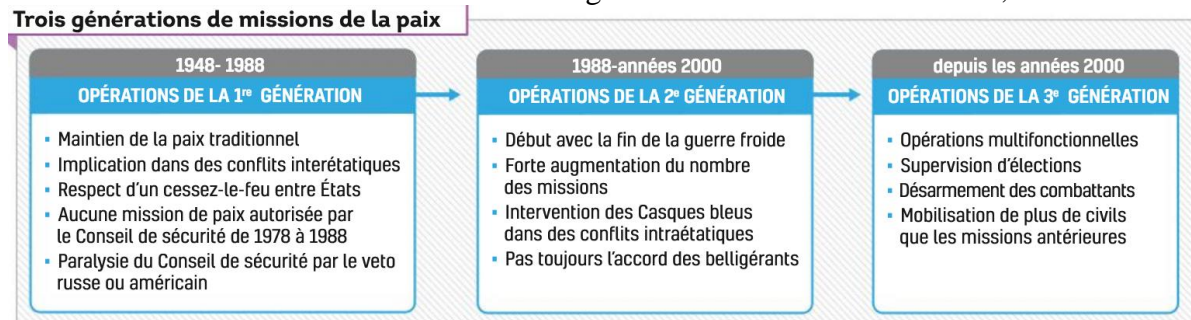 Trois générations de missions de la paix
1948- 1988
OPÉRATIONS DE LA 1re GÉNÉRATION
▪ Maintien de la paix traditionnel
▪ Implication dans des conflits interétatiques
▪ Respect d'un cessez-le-feu entre États
▪ Aucune mission de paix autorisée par
le Conseil de sécurité de 1978 à 1988
▪ Paralysie du Conseil de sécurité par le veto
russe ou américain
1988-années 2000
OPÉRATIONS DE LA 2e GÉNÉRATION
▪ Début avec la fin de la guerre froide
▪ Forte augmentation du nombre
des missions
▪ Intervention des Casques bleus
dans des conflits intraétatiques
▪ Pas toujours l'accord des belligérants
depuis les années 2000
OPÉRATIONS DE LA 3e GÉNÉRATION
▪ Opérations multifonctionnelles
▪ Supervision d'élections
▪ Désarmement des combattants
▪ Mobilisation de plus de civils
que les missions antérieures